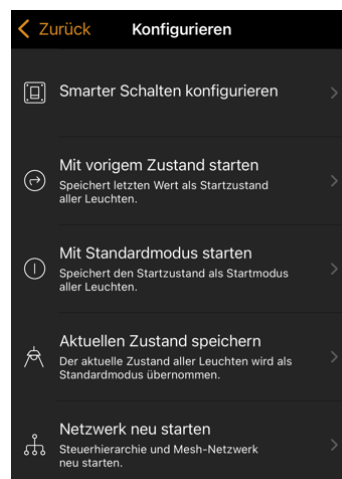 Zurück Konfigurieren
Smarter Schalten konfigurieren
Mit vorigem Zustand starten
Speichert letzten Wert als Startzustand
aller Leuchten.
Mit Standardmodus starten
Speichert den Startzustand als Startmodus
aller Leuchten.
Aktuellen Zustand speichern
Der aktuelle Zustand aller Leuchten wird als
Standardmodus übernommen.
Netzwerk neu starten
Steuerhierarchie und Mesh-Netzwerk
neu starten.